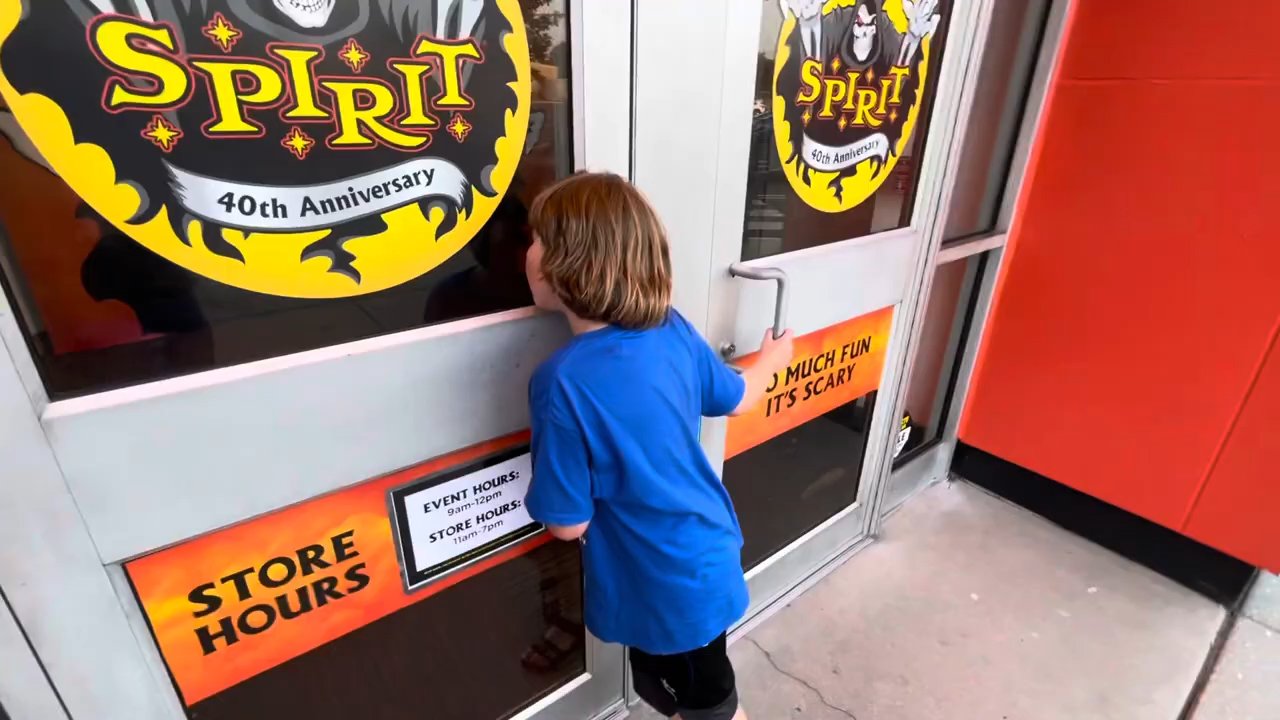 SPIRIT
40th Anniversary
SPIRIT
40th Anniversary
MUCH FUN
IT'S SCARY
EVENT HOURS:
9am-12pm
STORE HOURS:
11am-7pm
STORE
HOURS